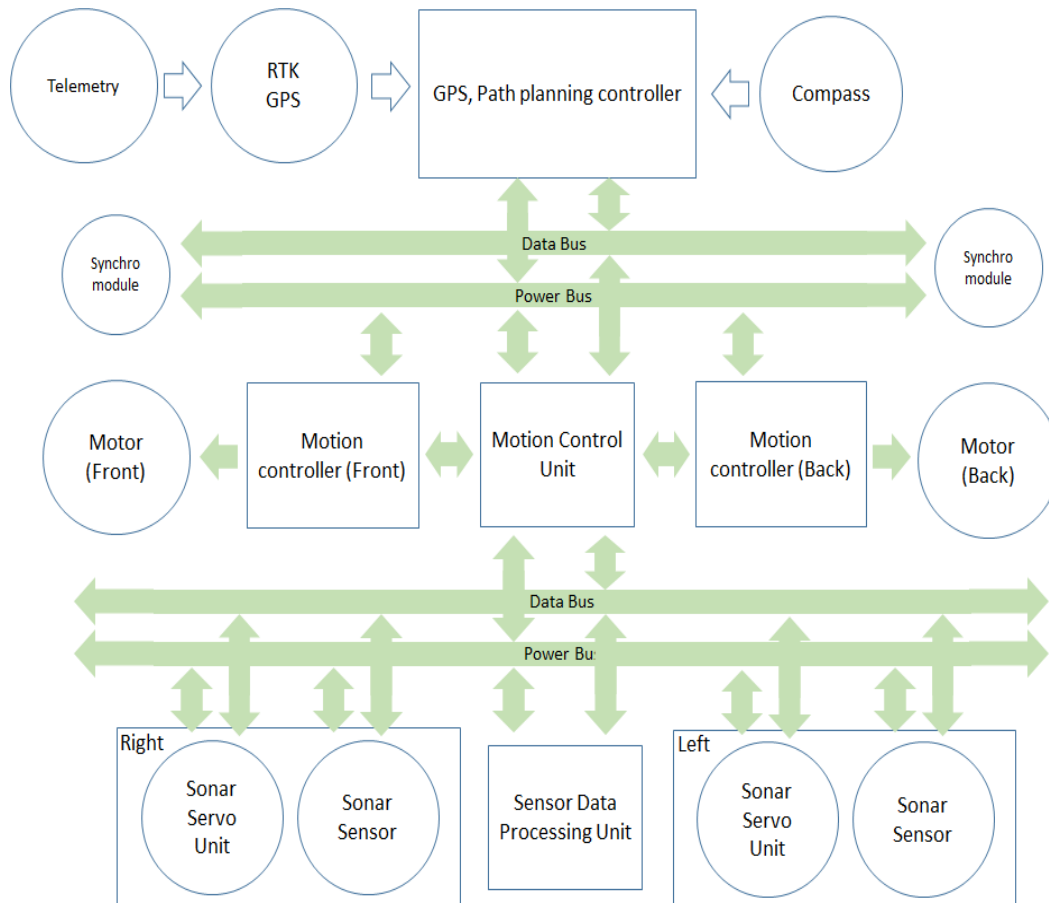 Telemetry
RTK
GPS
GPS, Path planning controller
Compass
Synchro
module
Data Bus
Power Bus
Synchro
module
Motor
(Front)
Motion
controller (Front)
Motion Control
Unit
Motion
controller (Back)
Motor
(Back)
Data Bus
Power Bus
Right
Sonar
Servo
Unit
Sonar
Sensor
Sensor Data
Processing Unit
Left
Sonar
Servo
Unit
Sonar
Sensor